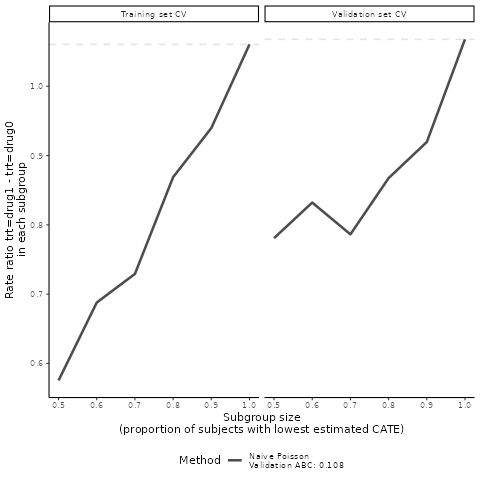 Training set CV
Validation set CV
Rate ratio trt=drug1 - trt=drug0
in each subgroup
1.0
0.9
0.8
0.7
0.6
0.5 0.6 0.7 0.8 0.9 1.0
0.5 0.6 0.7 0.8 0.9 1.0
Subgroup size
(proportion of subjects with lowest estimated CATE)
Method
Naive Poisson
Validation ABC: 0.108